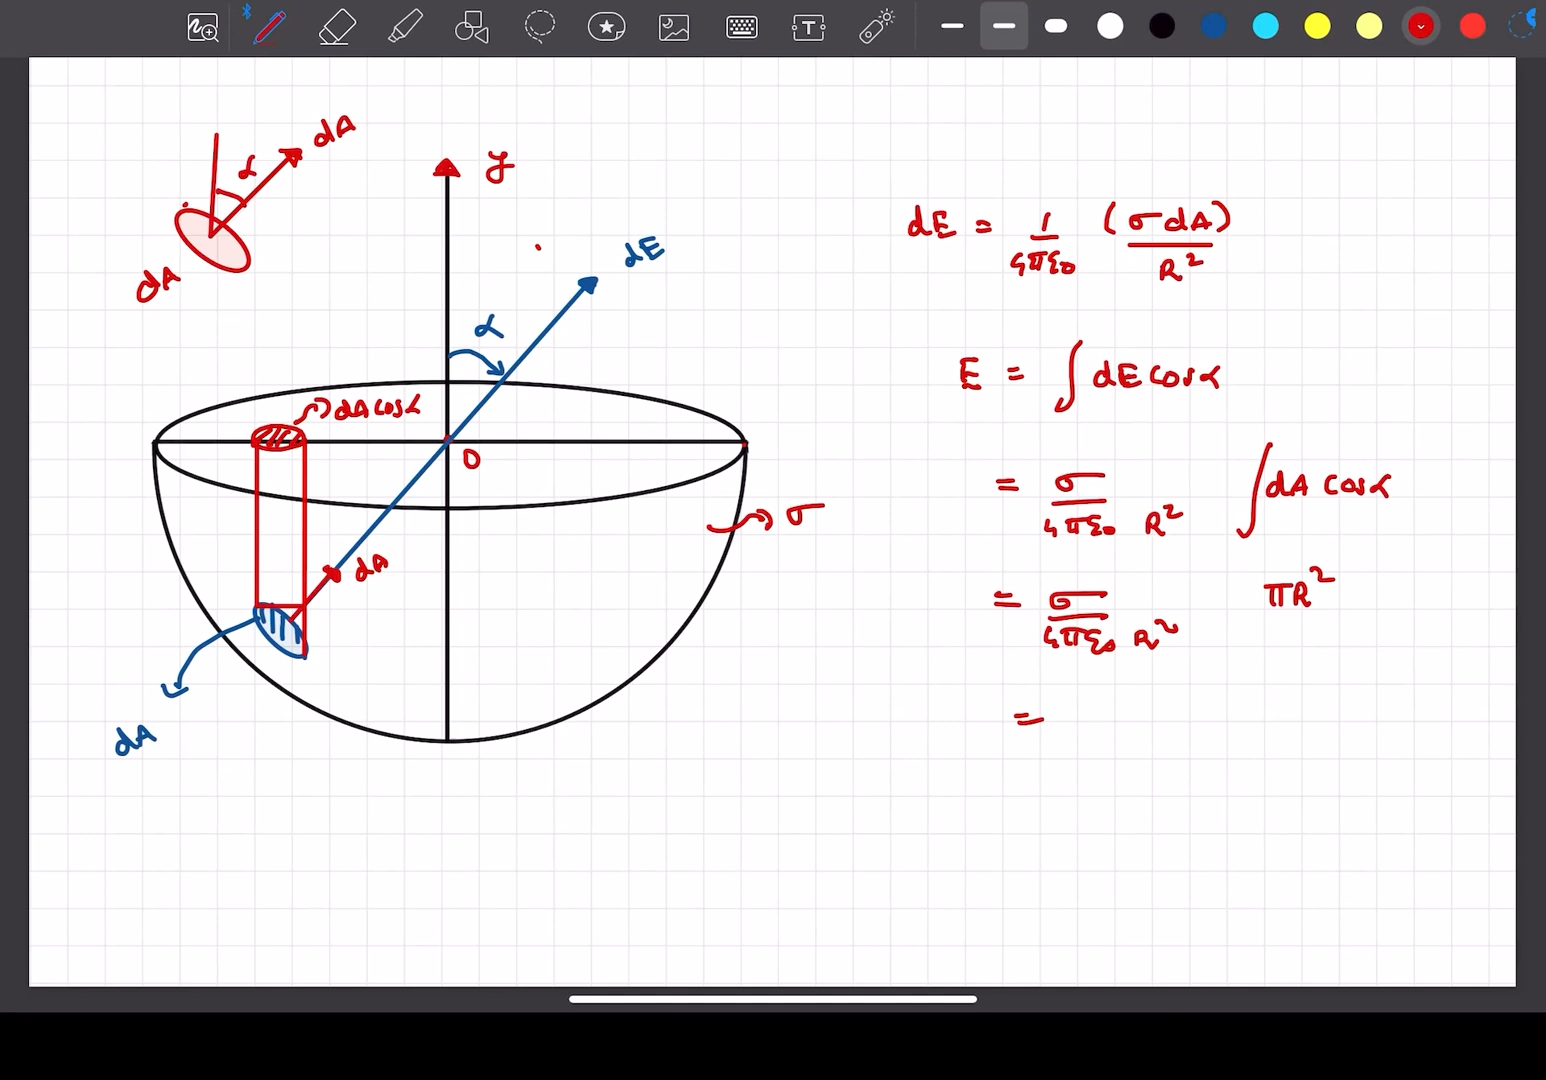 dA
α
dA
y
dE
α
dA cosα
O
σ
dA
dA
dE = 1/4πε₀ (σdA)/R²
E = ∫ dE cosα
= σ/4πε₀ R² ∫ dA cosα
= σ/4πε₀ R² πR²
=
T